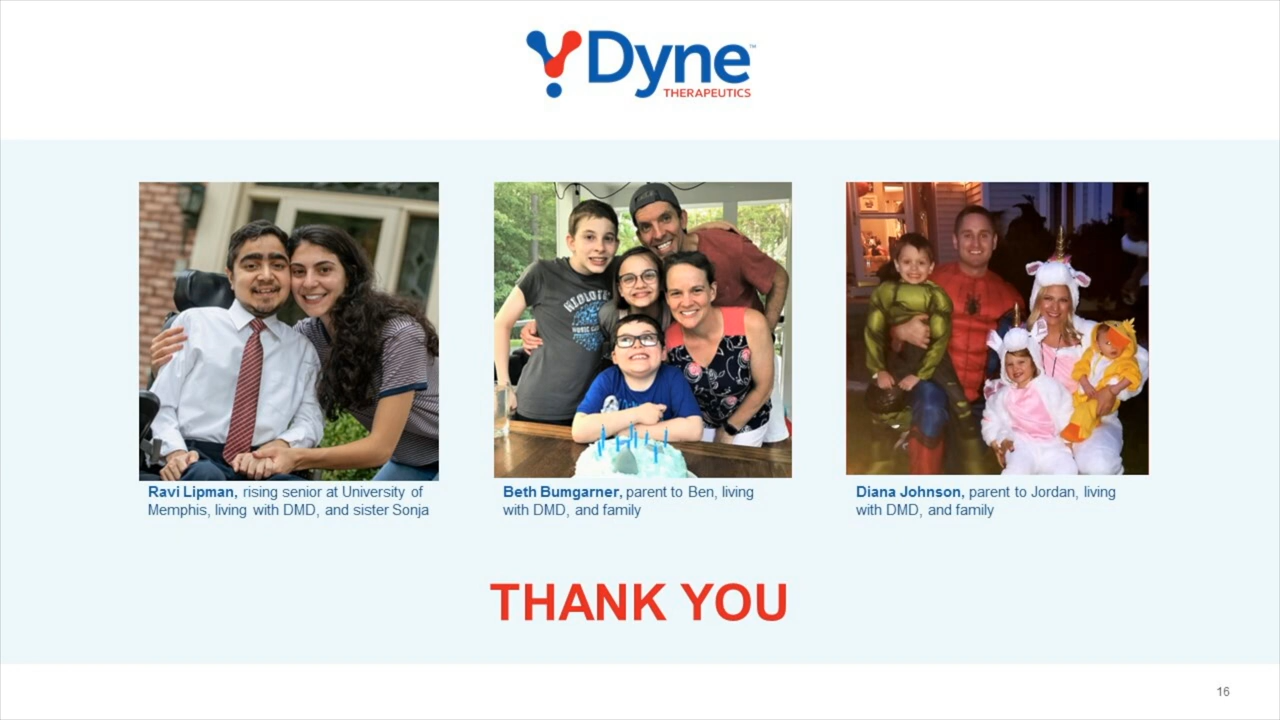 Dyne™
THERAPEUTICS
Ravi Lipman, rising senior at University of
Memphis, living with DMD, and sister Sonja
Beth Bumgarner, parent to Ben, living
with DMD, and family
Diana Johnson, parent to Jordan, living
with DMD, and family
THANK YOU
16